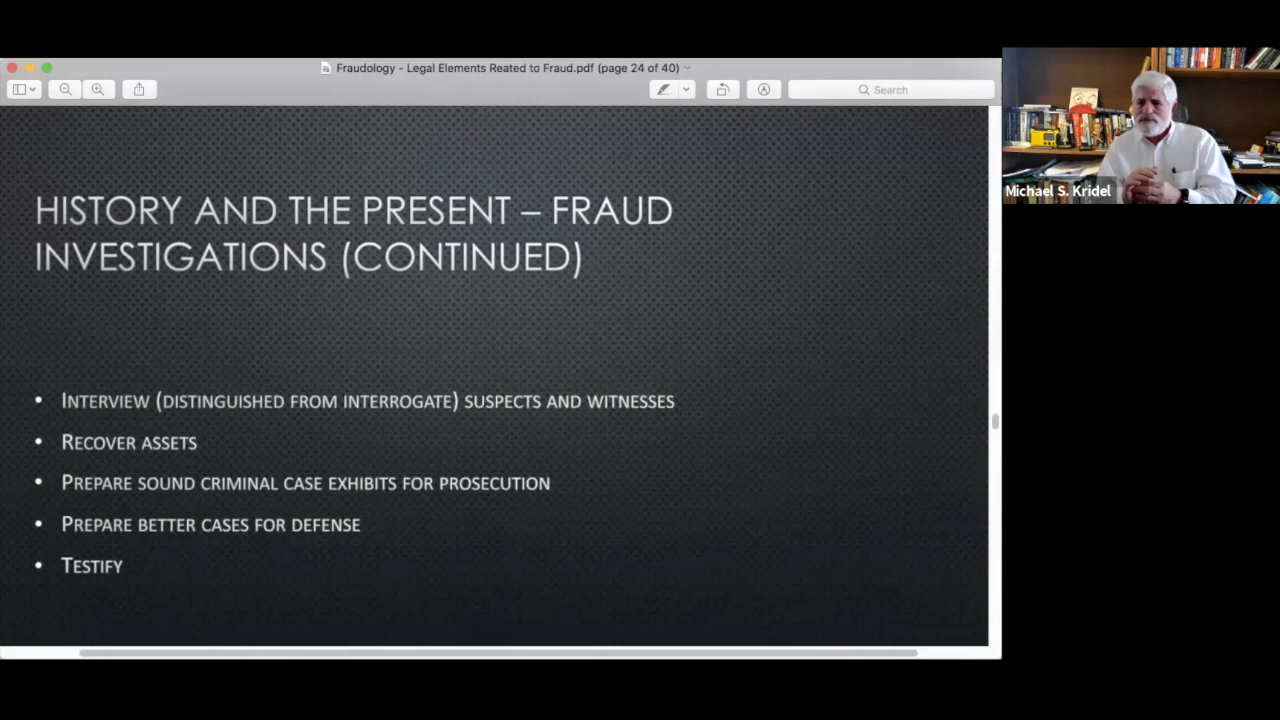 Fraudology - Legal Elements Reated to Fraud.pdf (page 24 of 40)
Search
HISTORY AND THE PRESENT – FRAUD
INVESTIGATIONS (CONTINUED)
• INTERVIEW (DISTINGUISHED FROM INTERROGATE) SUSPECTS AND WITNESSES
• RECOVER ASSETS
• PREPARE SOUND CRIMINAL CASE EXHIBITS FOR PROSECUTION
• PREPARE BETTER CASES FOR DEFENSE
• TESTIFY
Michael S. Kridel